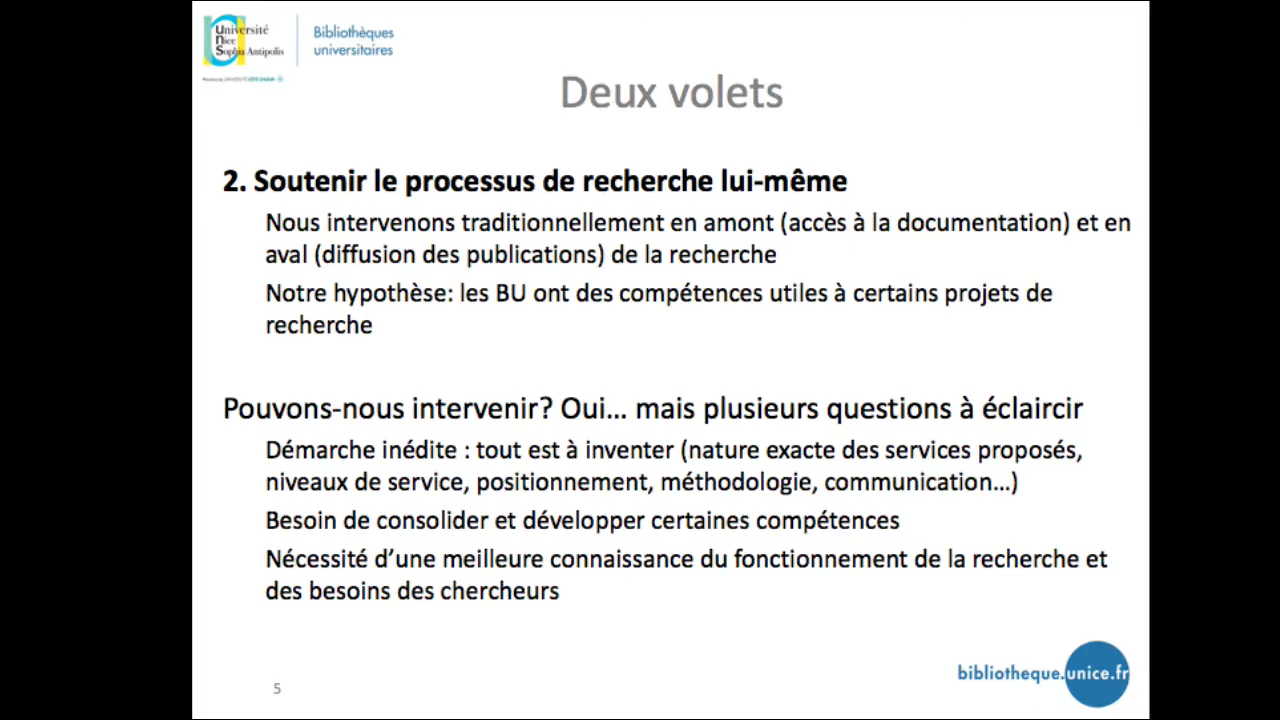 Université
Nice
Sophia Antipolis
Bibliothèques
universitaires
Deux volets
2. Soutenir le processus de recherche lui-même
Nous intervenons traditionnellement en amont (accès à la documentation) et en
aval (diffusion des publications) de la recherche
Notre hypothèse: les BU ont des compétences utiles à certains projets de
recherche
Pouvons-nous intervenir? Oui... mais plusieurs questions à éclaircir
Démarche inédite : tout est à inventer (nature exacte des services proposés,
niveaux de service, positionnement, méthodologie, communication...)
Besoin de consolider et développer certaines compétences
Nécessité d’une meilleure connaissance du fonctionnement de la recherche et
des besoins des chercheurs
5
bibliotheque.unice.fr